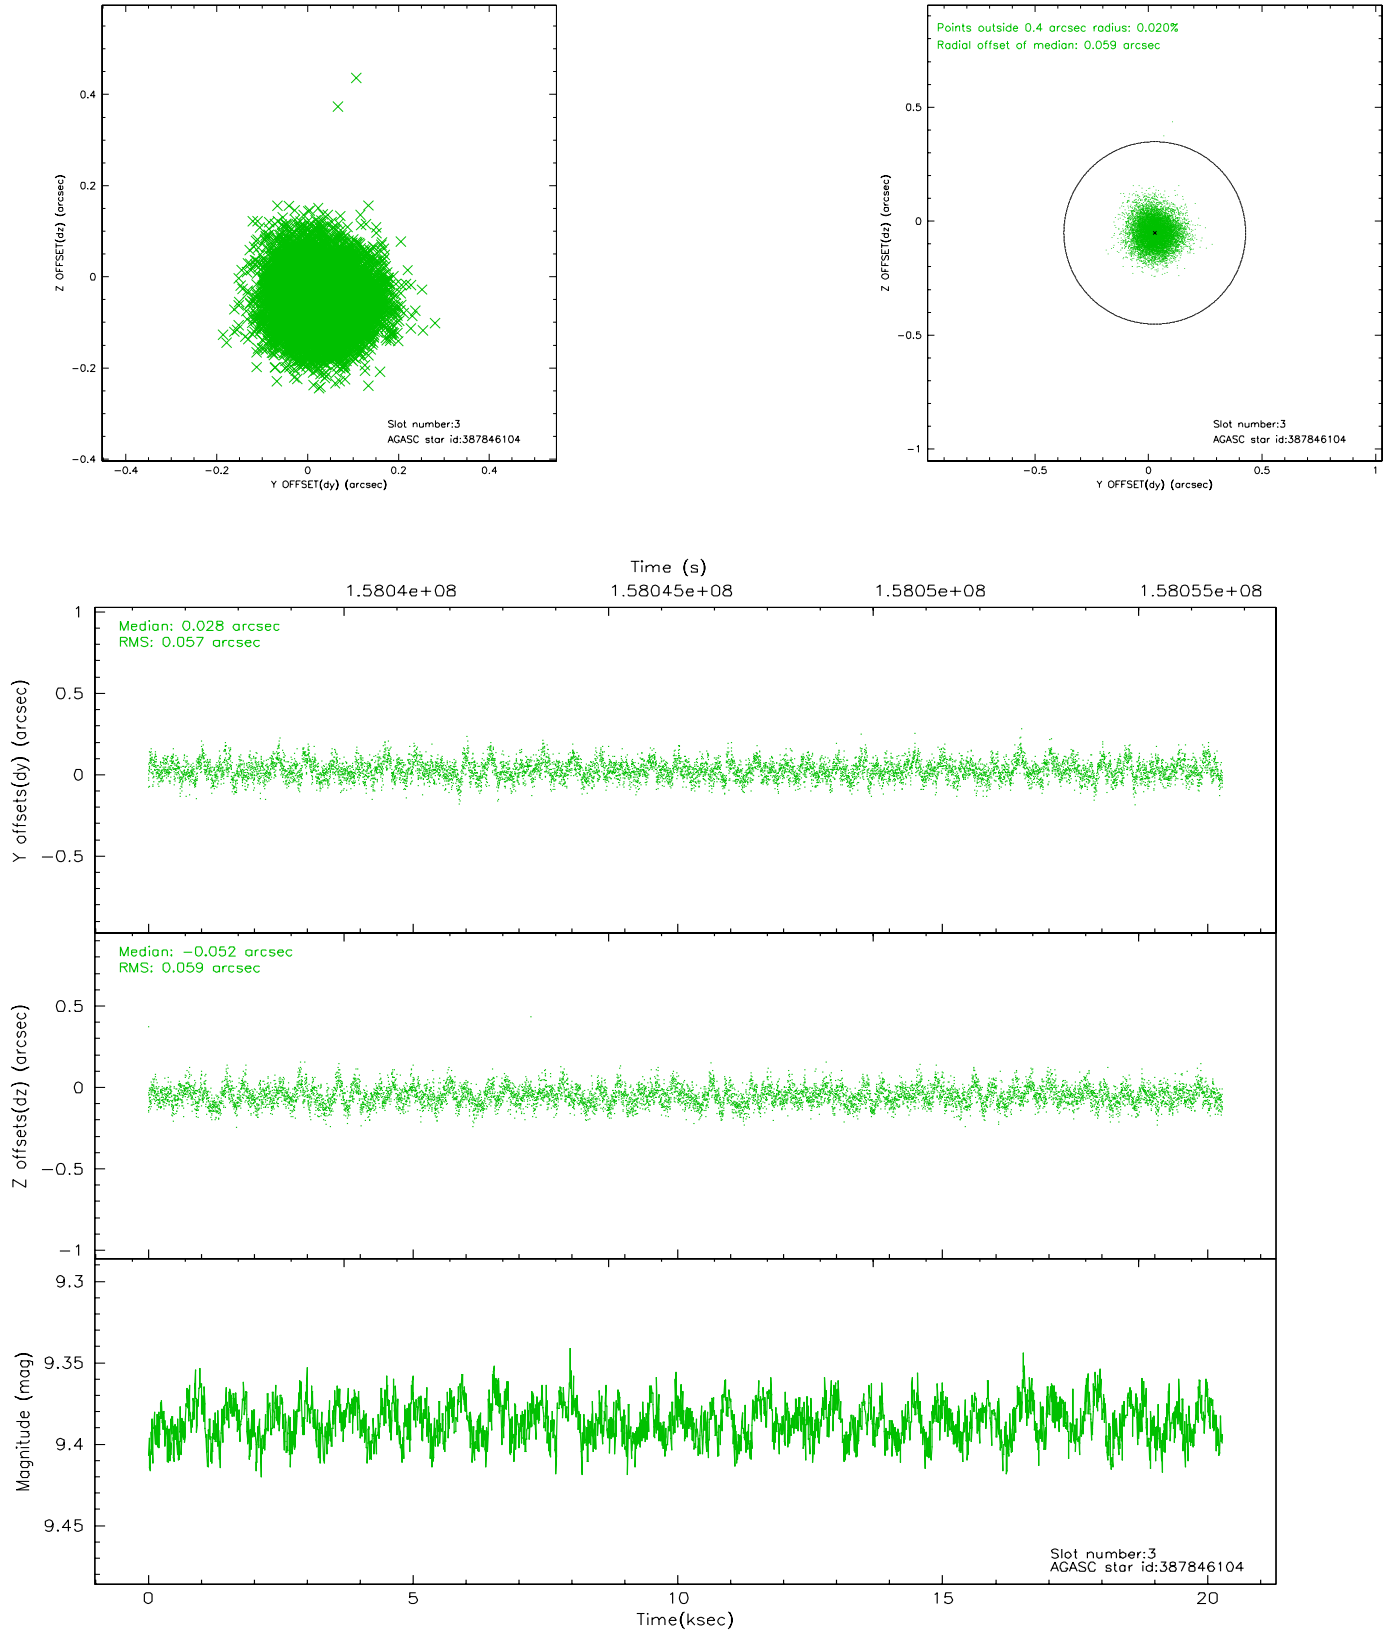 0.4
0.2
0
−0.2
−0.4
Z OFFSET(dz) (arcsec)
Slot number:3
AGASC star id:387846104
−0.4
−0.2
0
0.2
0.4
Y OFFSET(dy) (arcsec)
Points outside 0.4 arcsec radius: 0.020%
Radial offset of median: 0.059 arcsec
0.5
0
−0.5
−1
Z OFFSET(dz) (arcsec)
Slot number:3
AGASC star id:387846104
−0.5
0
0.5
1
Y OFFSET(dy) (arcsec)
Time (s)
1.5804e+08
1.58045e+08
1.5805e+08
1.58055e+08
Median: 0.028 arcsec
RMS: 0.057 arcsec
1
0.5
0
−0.5
Y offsets(dy) (arcsec)
Median: −0.052 arcsec
RMS: 0.059 arcsec
0.5
0
−0.5
−1
Z offsets(dz) (arcsec)
9.3
9.35
9.4
9.45
Magnitude (mag)
Slot number:3
AGASC star id:387846104
0
5
10
15
20
Time(ksec)